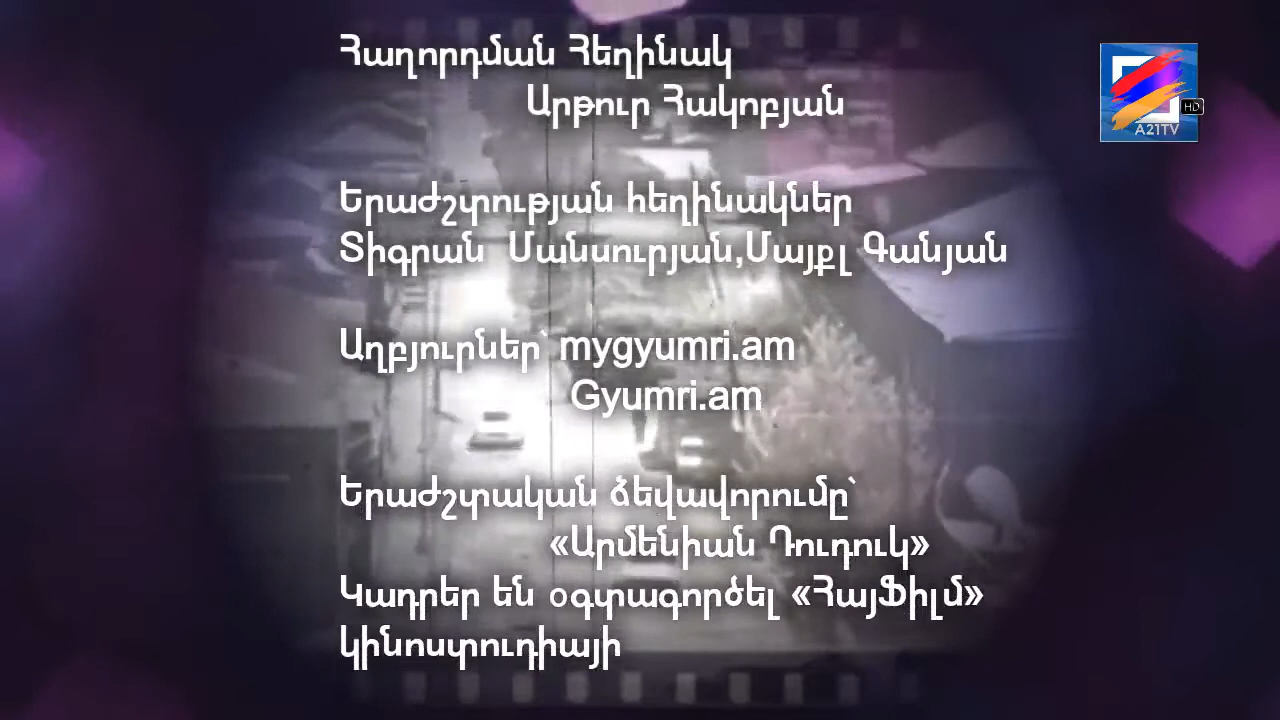 Հաղորդման Հեղինակ
Արթուր Հակոբյան
HD
A21TV
Երաժշտության հեղինակներ
Տիգրան Մանսուրյան,Մայքլ Գանյան
Աղբյուրներ՝ mygyumri.am
Gyumri.am
Երաժշտական ձեվավորումը՝
«Արմենիան Դուդուկ»
Կադրեր են օգտագործել «ՀայՖիլմ»
կինոստուդիայի